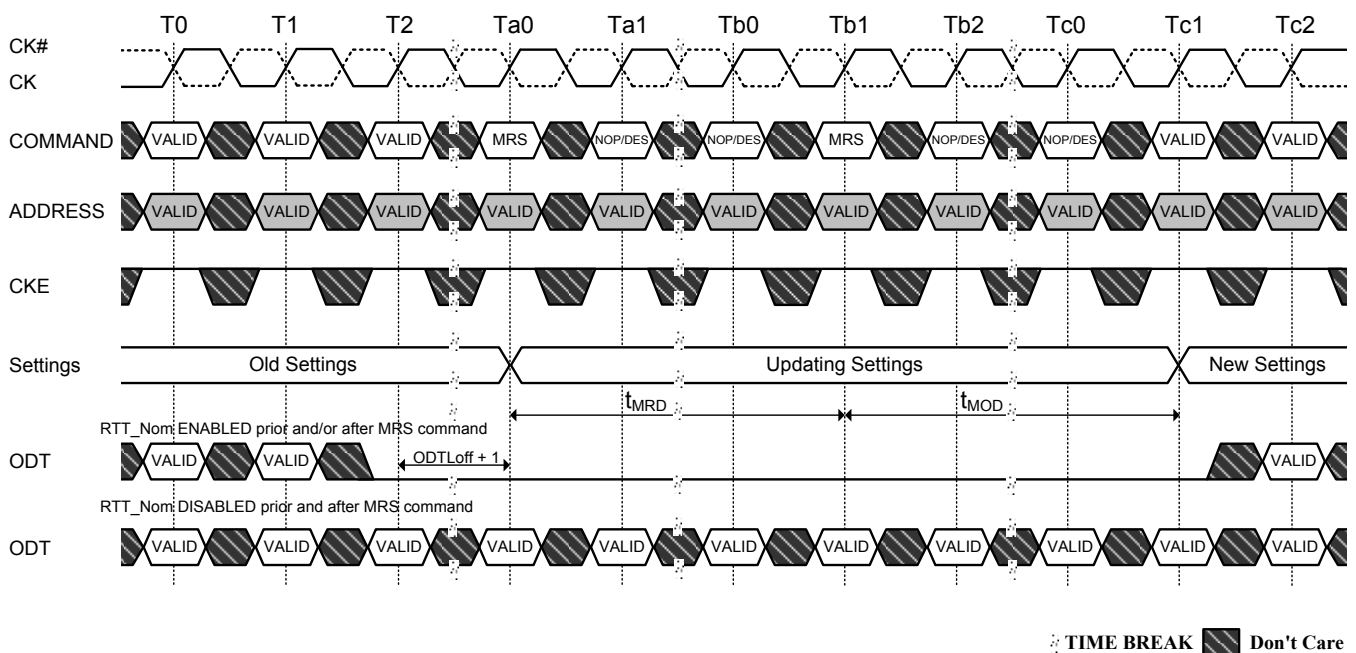 T0 T1 T2 Ta0 Ta1 Tb0 Tb1 Tb2 Tc0 Tc1 Tc2
CK#
CK
COMMAND VALID VALID VALID MRS NOP/DES NOP/DES MRS NOP/DES NOP/DES VALID VALID
ADDRESS VALID VALID VALID VALID VALID VALID VALID VALID VALID VALID VALID
CKE
Settings Old Settings Updating Settings New Settings
tMRD tMOD
RTT_Nom ENABLED prior and/or after MRS command
ODT VALID VALID ODTLoff + 1 VALID
RTT_Nom DISABLED prior and after MRS command
ODT VALID VALID VALID VALID VALID VALID VALID VALID VALID VALID VALID
TIME BREAK Don't Care